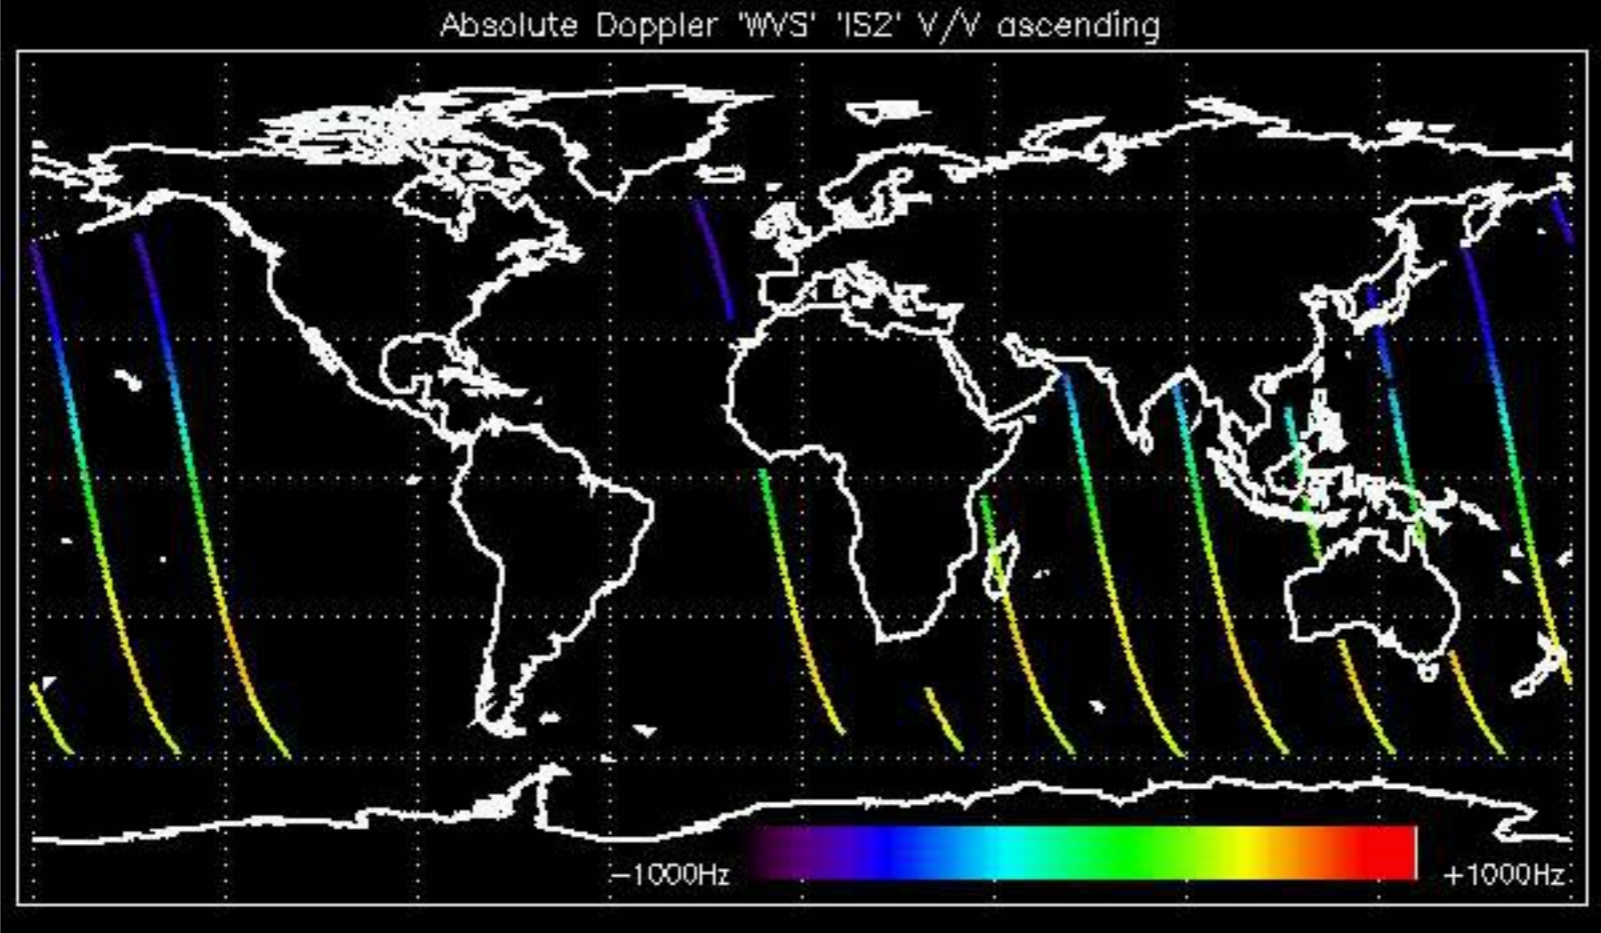 Absolute Doppler 'WVS' 'IS2' V/V ascending
-1000Hz +1000Hz